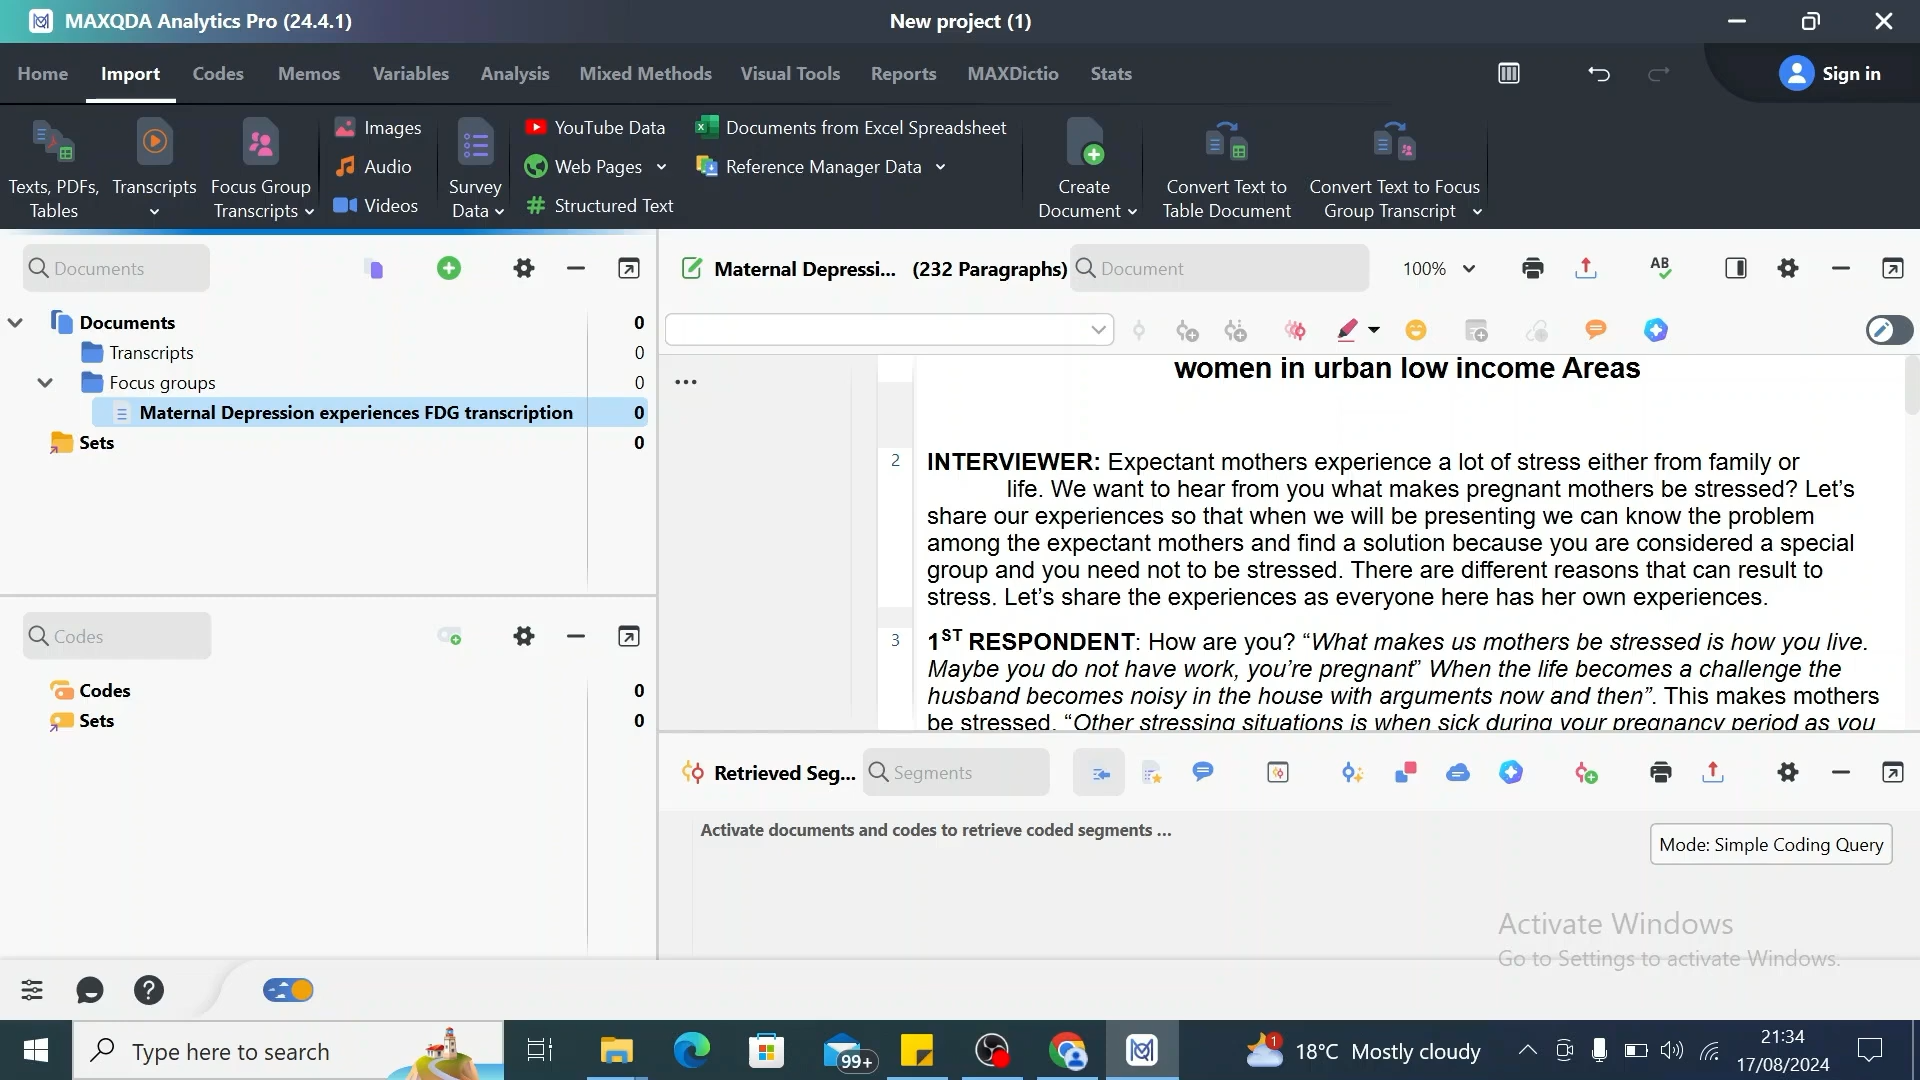 MAXQDA Analytics Pro (24.4.1)
New project (1)
Home
Import
Codes
Memos
Variables
Analysis
Mixed Methods
Visual Tools
Reports
MAXDictio
Stats
Sign in
Texts, PDFs,
Tables
Transcripts
Focus Group
Transcripts
Images
Audio
Videos
Survey
Data
YouTube Data
Web Pages
Structured Text
Documents from Excel Spreadsheet
Reference Manager Data
Create
Document
Convert Text to
Table Document
Convert Text to Focus
Group Transcript
Documents
Documents 0
Transcripts 0
Focus groups 0
Maternal Depression experiences FDG transcription 0
Sets 0
Codes
Codes 0
Sets 0
Maternal Depressi... (232 Paragraphs)
Document
100%
AB
women in urban low income Areas
2 INTERVIEWER: Expectant mothers experience a lot of stress either from family or
life. We want to hear from you what makes pregnant mothers be stressed? Let’s
share our experiences so that when we will be presenting we can know the problem
among the expectant mothers and find a solution because you are considered a special
group and you need not to be stressed. There are different reasons that can result to
stress. Let’s share the experiences as everyone here has her own experiences.
3 1ST RESPONDENT: How are you? “What makes us mothers be stressed is how you live.
Maybe you do not have work, you’re pregnant” When the life becomes a challenge the
husband becomes noisy in the house with arguments now and then”. This makes mothers
be stressed. “Other stressing situations is when sick during your pregnancy period as you
Retrieved Seg...
Segments
Activate documents and codes to retrieve coded segments ...
Mode: Simple Coding Query
Activate Windows
Go to Settings to activate Windows.
Type here to search
99+
1
18°C Mostly cloudy
21:34
17/08/2024